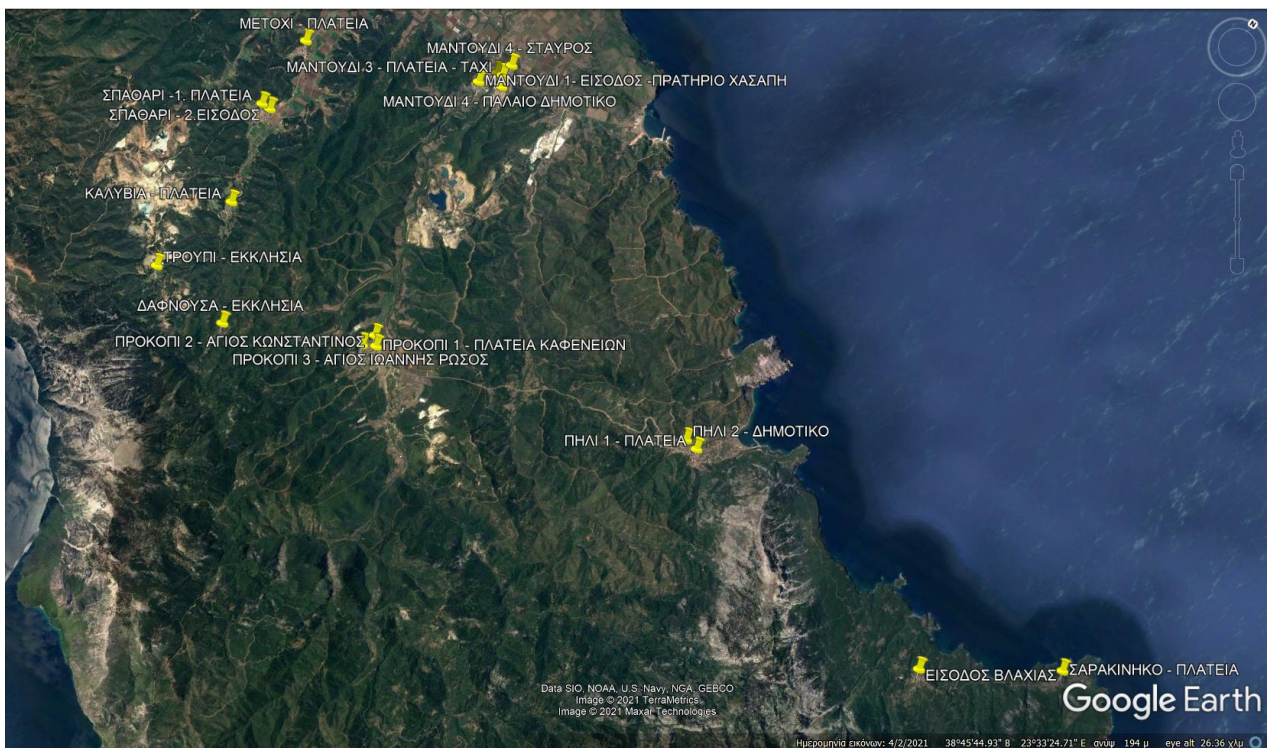 ΜΕΤΟΧΙ - ΠΛΑΤΕΙΑ
ΜΑΝΤΟΥΔΙ 4 - ΣΤΑΥΡΟΣ
ΜΑΝΤΟΥΔΙ 3 - ΠΛΑΤΕΙΑ - ΤΑΧΙ
ΜΑΝΤΟΥΔΙ 1- ΕΙΣΟΔΟΣ -ΠΡΑΤΗΡΙΟ ΧΑΣΑΠΗ
ΣΠΑΘΑΡΙ -1. ΠΛΑΤΕΙΑ
ΜΑΝΤΟΥΔΙ 4 - ΠΑΛΑΙΟ ΔΗΜΟΤΙΚΟ
ΣΠΑΘΑΡΙ - 2.ΕΙΣΟΔΟΣ
ΚΑΛΥΒΙΑ - ΠΛΑΤΕΙΑ
ΤΡΟΥΠΙ - ΕΚΚΛΗΣΙΑ
ΔΑΦΝΟΥΣΑ - ΕΚΚΛΗΣΙΑ
ΠΡΟΚΟΠΙ 2 - ΑΓΙΟΣ ΚΩΝΣΤΑΝΤΙΝΟΣ
ΠΡΟΚΟΠΙ 1 - ΠΛΑΤΕΙΑ ΚΑΦΕΝΕΙΩΝ
ΠΡΟΚΟΠΙ 3 - ΑΓΙΟΣ ΙΩΑΝΝΗΣ ΡΩΣΟΣ
ΠΗΛΙ 2 - ΔΗΜΟΤΙΚΟ
ΠΗΛΙ 1 - ΠΛΑΤΕΙΑ
ΕΙΣΟΔΟΣ ΒΛΑΧΙΑΣ
ΣΑΡΑΚΙΝΗΚΟ - ΠΛΑΤΕΙΑ
Data SIO, NOAA, U.S. Navy, NGA, GEBCO
Image © 2021 TerraMetrics
Image © 2021 Maxar Technologies
Google Earth
Ημερομηνία εικόνων: 4/2/2021 38°45'44.93" Β 23°33'24.71" Ε ανύψ 194 μ eye alt 26.36 χλμ